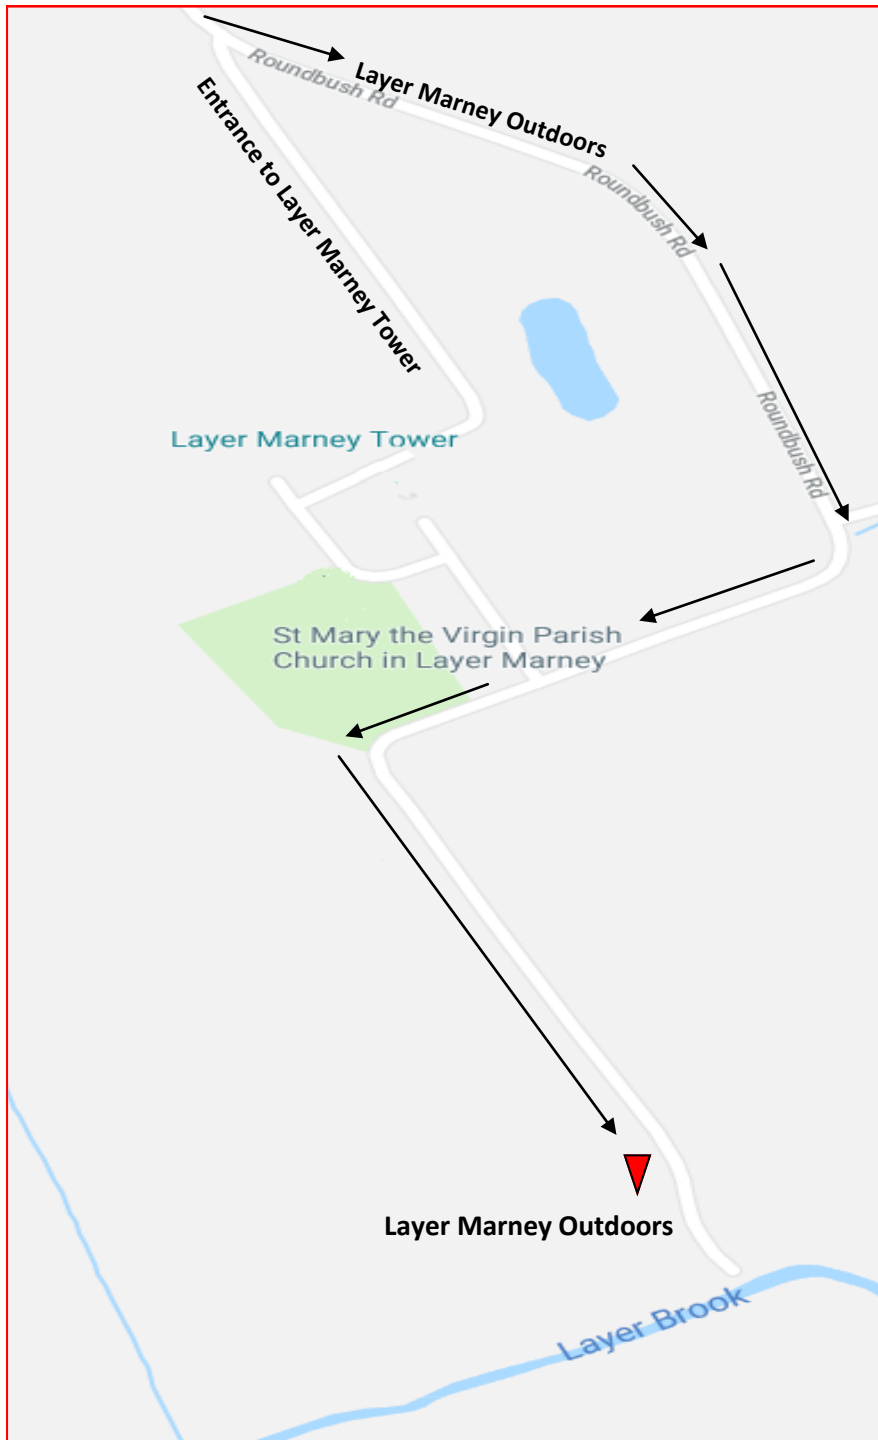 Roundbush Rd
Layer Marney Outdoors
Entrance to Layer Marney Tower
Roundbush Rd
Roundbush Rd
Layer Marney Tower
St Mary the Virgin Parish
Church in Layer Marney
Layer Marney Outdoors
Layer Brook